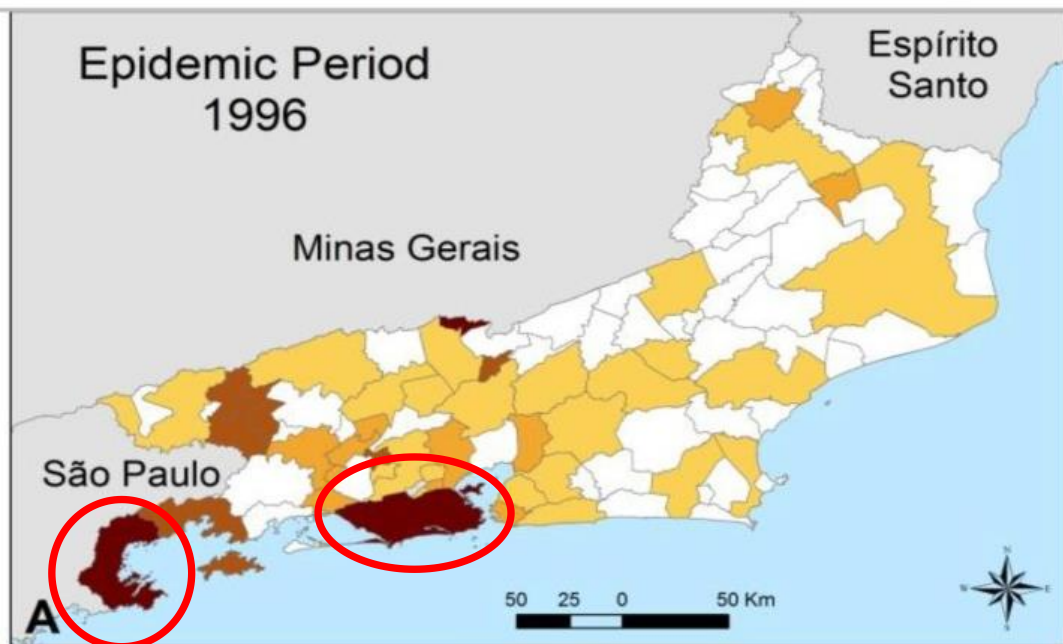 Epidemic Period
1996
Espírito
Santo
Minas Gerais
São Paulo
A
50 25 0 50 Km
N
W E
S